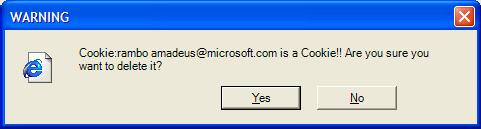 WARNING
Cookie:rambo amadeus@microsoft.com is a Cookie!! Are you sure you
want to delete it?
Yes
No